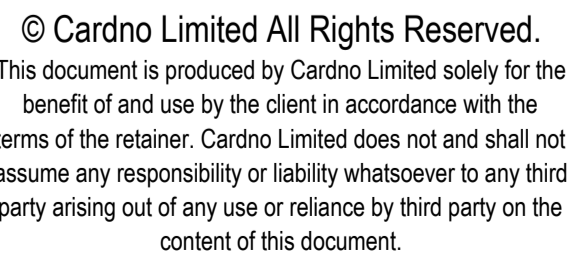 © Cardno Limited All Rights Reserved.
This document is produced by Cardno Limited solely for the
benefit of and use by the client in accordance with the
terms of the retainer. Cardno Limited does not and shall not
assume any responsibility or liability whatsoever to any third
party arising out of any use or reliance by third party on the
content of this document.